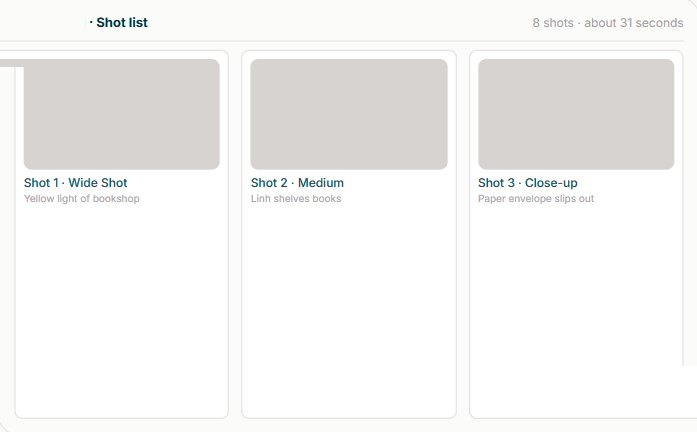 · Shot list
8 shots · about 31 seconds
Shot 1 · Wide Shot
Yellow light of bookshop
Shot 2 · Medium
Linh shelves books
Shot 3 · Close-up
Paper envelope slips out